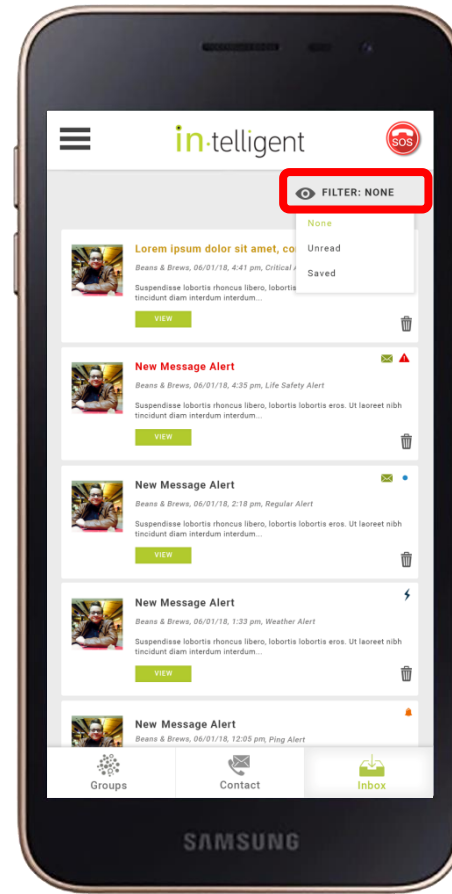 in·telligent
SOS
FILTER: NONE
None
Unread
Saved
Lorem ipsum dolor sit amet, co
Beans & Brews, 06/01/18, 4:41 pm, Critical
Suspendisse lobortis rhoncus libero, lobortis
tincidunt diam interdum interdum...
VIEW
New Message Alert
Beans & Brews, 06/01/18, 4:35 pm, Life Safety Alert
Suspendisse lobortis rhoncus libero, lobortis lobortis eros. Ut laoreet nibh
tincidunt diam interdum interdum...
VIEW
New Message Alert
Beans & Brews, 06/01/18, 2:18 pm, Regular Alert
Suspendisse lobortis rhoncus libero, lobortis lobortis eros. Ut laoreet nibh
tincidunt diam interdum interdum...
VIEW
New Message Alert
Beans & Brews, 06/01/18, 1:33 pm, Weather Alert
Suspendisse lobortis rhoncus libero, lobortis lobortis eros. Ut laoreet nibh
tincidunt diam interdum interdum...
VIEW
New Message Alert
Beans & Brews, 06/01/18, 12:05 pm, Ping Alert
Groups
Contact
Inbox
SAMSUNG